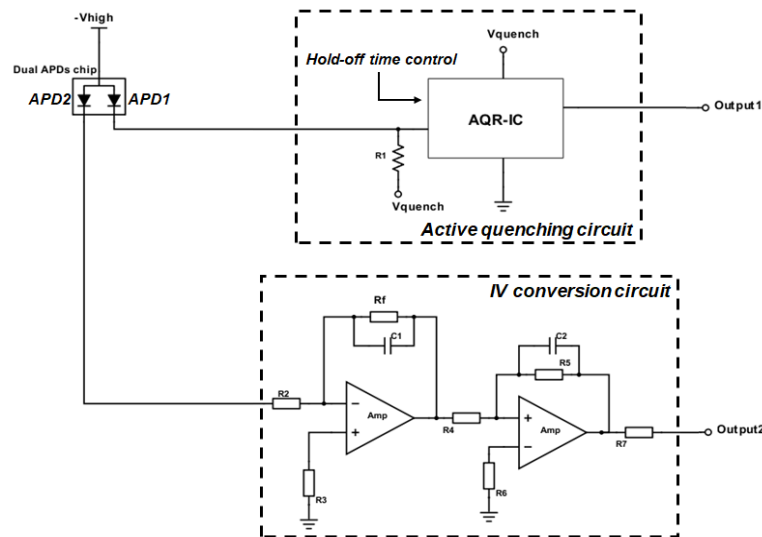 -Vhigh
Dual APDs chip
APD2
APD1
Hold-off time control
Vquench
AQR-IC
Output1
R1
Vquench
Active quenching circuit
IV conversion circuit
Rf
C1
C2
R5
R2
−
Amp
+
R4
+
Amp
−
R7
Output2
R3
R6